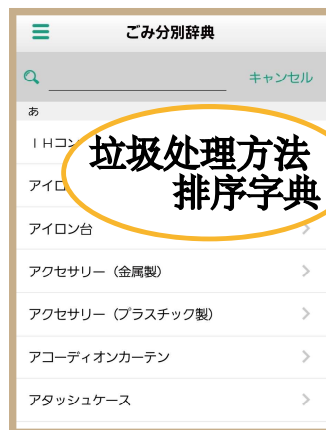 ごみ分別辞典
キャンセル
あ
ＩＨコン
垃圾处理方法
アイロ
排序字典
アイロン台
アクセサリー（金属製）
アクセサリー（プラスチック製）
アコーディオンカーテン
アタッシュケース